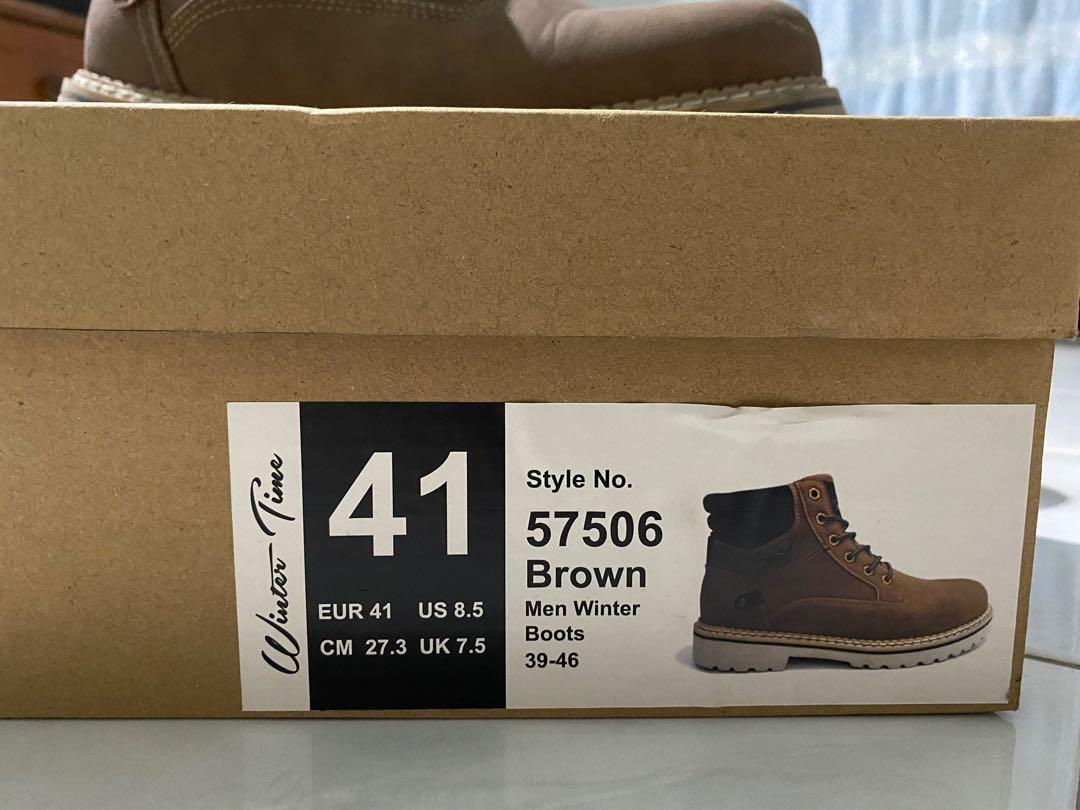 Winter Time
41
EUR 41 US 8.5
CM 27.3 UK 7.5
Style No.
57506
Brown
Men Winter
Boots
39-46